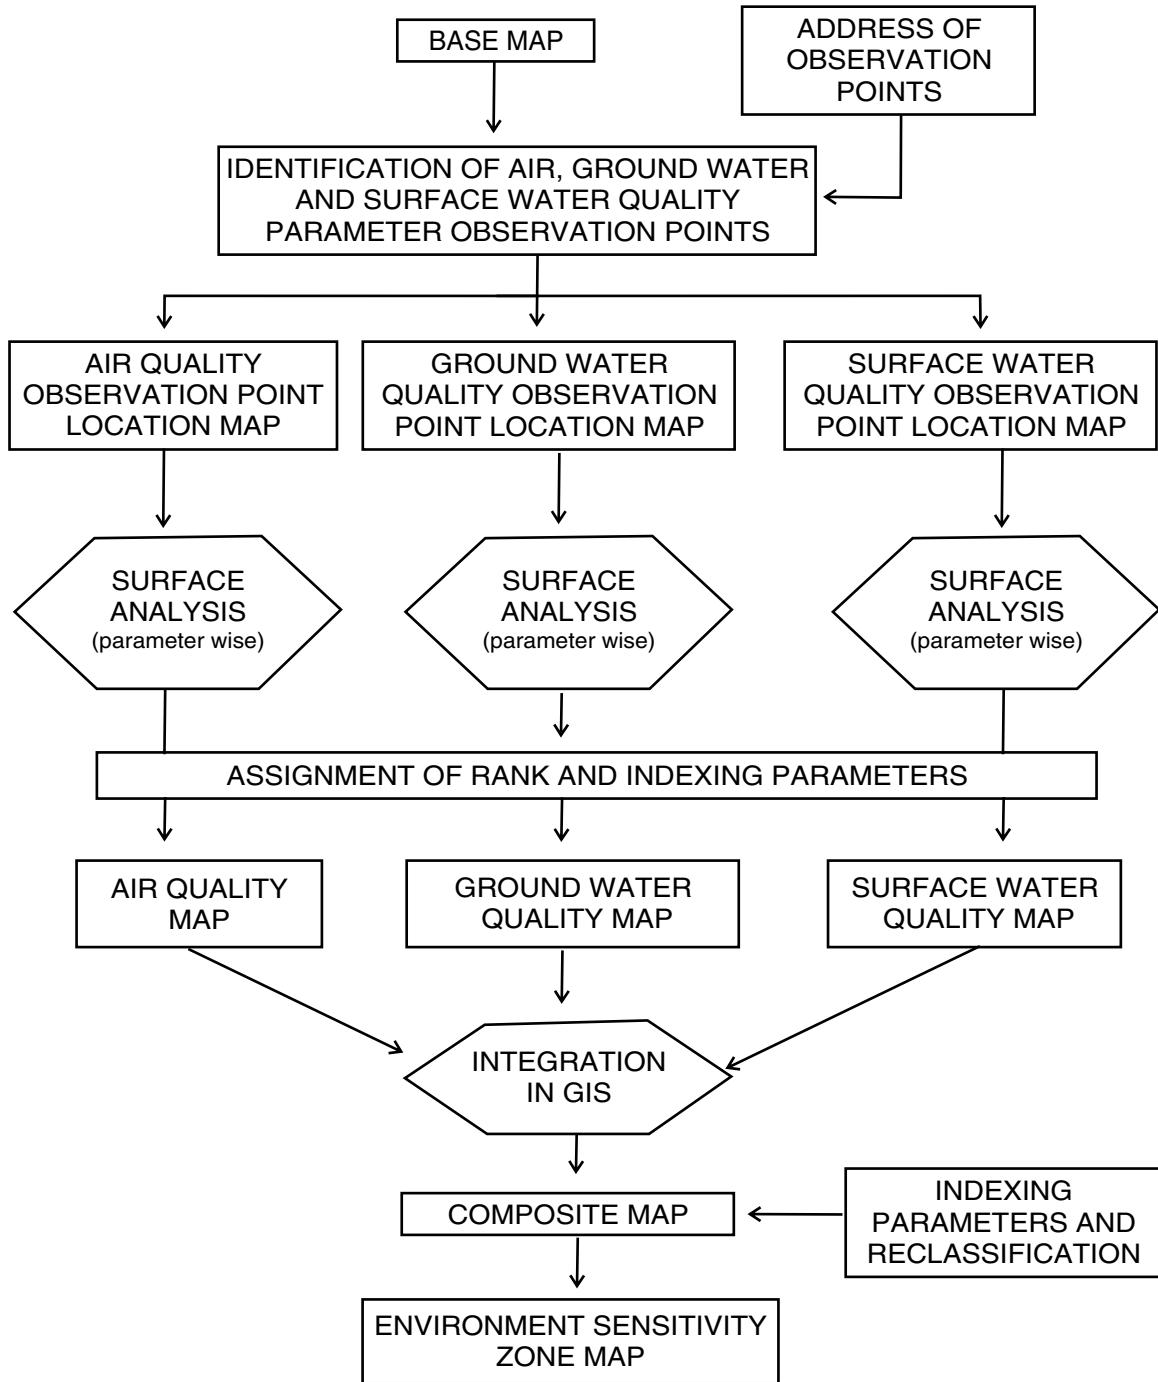 BASE MAP
ADDRESS OF
OBSERVATION
POINTS
IDENTIFICATION OF AIR, GROUND WATER
AND SURFACE WATER QUALITY
PARAMETER OBSERVATION POINTS
AIR QUALITY
OBSERVATION POINT
LOCATION MAP
GROUND WATER
QUALITY OBSERVATION
POINT LOCATION MAP
SURFACE WATER
QUALITY OBSERVATION
POINT LOCATION MAP
SURFACE
ANALYSIS
(parameter wise)
SURFACE
ANALYSIS
(parameter wise)
SURFACE
ANALYSIS
(parameter wise)
ASSIGNMENT OF RANK AND INDEXING PARAMETERS
AIR QUALITY
MAP
GROUND WATER
QUALITY MAP
SURFACE WATER
QUALITY MAP
INTEGRATION
IN GIS
COMPOSITE MAP
INDEXING
PARAMETERS AND
RECLASSIFICATION
ENVIRONMENT SENSITIVITY
ZONE MAP